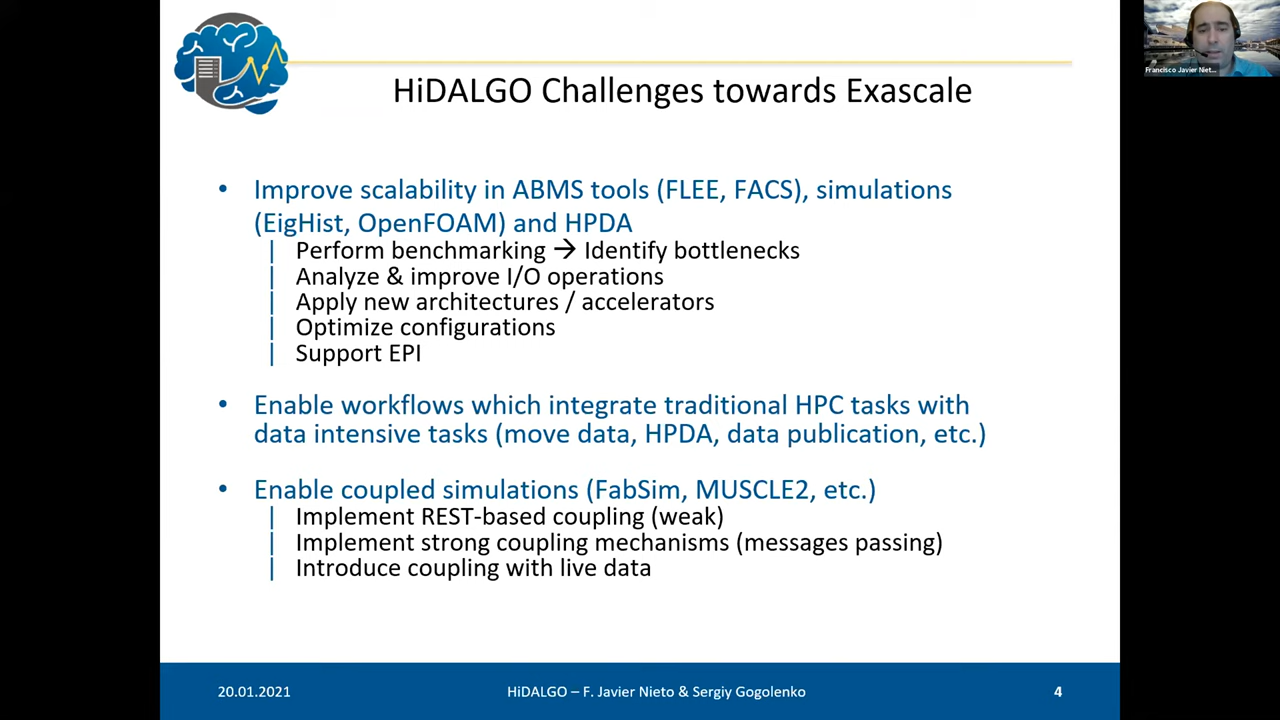 Francisco Javier Niet...
HiDALGO Challenges towards Exascale
• Improve scalability in ABMS tools (FLEE, FACS), simulations
(EigHist, OpenFOAM) and HPDA
| Perform benchmarking → Identify bottlenecks
| Analyze & improve I/O operations
| Apply new architectures / accelerators
| Optimize configurations
| Support EPI
• Enable workflows which integrate traditional HPC tasks with
data intensive tasks (move data, HPDA, data publication, etc.)
• Enable coupled simulations (FabSim, MUSCLE2, etc.)
| Implement REST-based coupling (weak)
| Implement strong coupling mechanisms (messages passing)
| Introduce coupling with live data
20.01.2021
HiDALGO – F. Javier Nieto & Sergiy Gogolenko
4